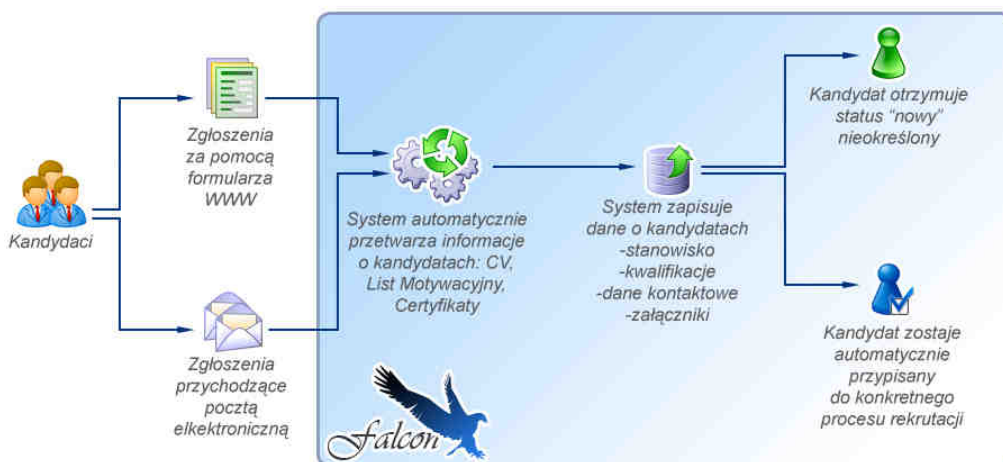 Kandydaci
Zgłoszenia
za pomocą
formularza
WWW
Zgłoszenia
przychodzące
pocztą
elkektroniczną
System automatycznie
przetwarza informacje
o kandydatach: CV,
List Motywacyjny,
Certyfikaty
System zapisuje
dane o kandydatach
-stanowisko
-kwalifikacje
-dane kontaktowe
-załączniki
Kandydat otrzymuje
status "nowy"
nieokreślony
Kandydat zostaje
automatycznie
przypisany
do konkretnego
procesu rekrutacji
Falcon